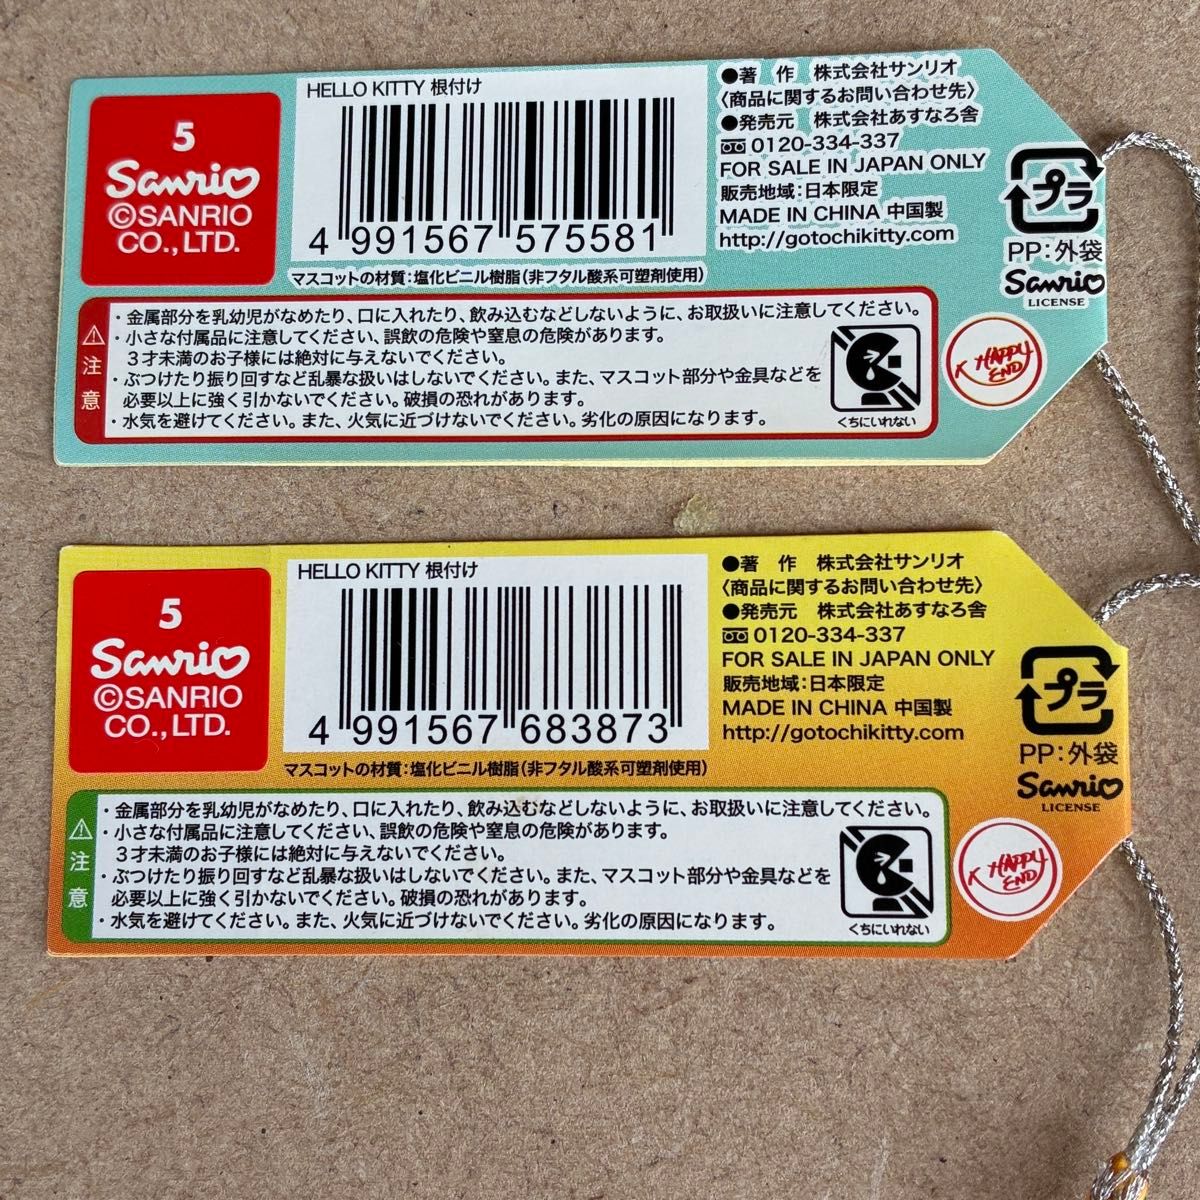 5
Sanrio
©SANRIO
CO.,LTD.
HELLO KITTY 根付け
4 991567 575581
マスコットの材質:塩化ビニル樹脂(非フタル酸系可塑剤使用)
●著　作　株式会社サンリオ
〈商品に関するお問い合わせ先〉
●発売元　株式会社あすなろ舎
0120-334-337
FOR SALE IN JAPAN ONLY
販売地域:日本限定
MADE IN CHINA 中国製
http://gotochikitty.com
プラ
PP:外袋
Sanrio
LICENSE
注意
・金属部分を乳幼児がなめたり、口に入れたり、飲み込むなどしないように、お取扱いに注意してください。
・小さな付属品に注意してください、誤飲の危険や窒息の危険があります。
３才未満のお子様には絶対に与えないでください。
・ぶつけたり振り回すなど乱暴な扱いはしないでください。また、マスコット部分や金具などを
必要以上に強く引かないでください。破損の恐れがあります。
・水気を避けてください。また、火気に近づけないでください。劣化の原因になります。
くちにいれない
K HAPPY
END
5
Sanrio
©SANRIO
CO.,LTD.
HELLO KITTY 根付け
4 991567 683873
マスコットの材質:塩化ビニル樹脂(非フタル酸系可塑剤使用)
●著　作　株式会社サンリオ
〈商品に関するお問い合わせ先〉
●発売元　株式会社あすなろ舎
0120-334-337
FOR SALE IN JAPAN ONLY
販売地域:日本限定
MADE IN CHINA 中国製
http://gotochikitty.com
プラ
PP:外袋
Sanrio
LICENSE
注意
・金属部分を乳幼児がなめたり、口に入れたり、飲み込むなどしないように、お取扱いに注意してください。
・小さな付属品に注意してください、誤飲の危険や窒息の危険があります。
３才未満のお子様には絶対に与えないでください。
・ぶつけたり振り回すなど乱暴な扱いはしないでください。また、マスコット部分や金具などを
必要以上に強く引かないでください。破損の恐れがあります。
・水気を避けてください。また、火気に近づけないでください。劣化の原因になります。
くちにいれない
K HAPPY
END